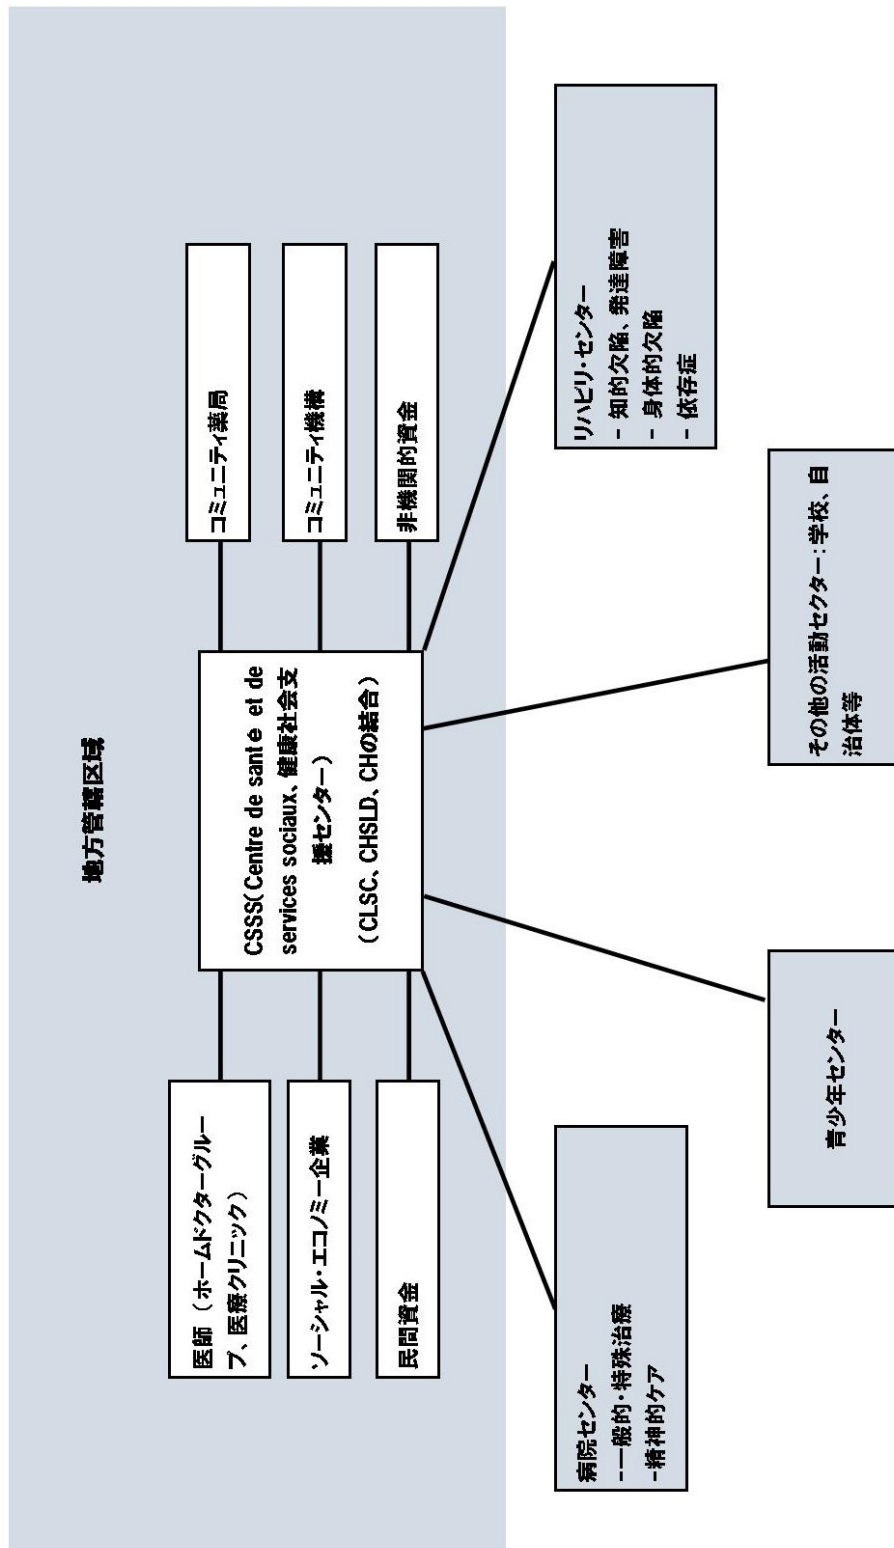 地方管轄区域
医師（ホームドクターグルー
プ、医療クリニック）
ソーシャル・エコノミー企業
民間資金
CSSS(Centre de santé et de
services sociaux、健康社会支
援センター）
（CLSC、CHSLD、CHの結合）
コミュニティ薬局
コミュニティ機構
非機関的資金
病院センター
-一般的・特殊治療
-精神的ケア
青少年センター
その他の活動セクター：学校、自
治体等
リハビリ・センター
- 知的欠陥、発達障害
- 身体的欠陥
- 依存症